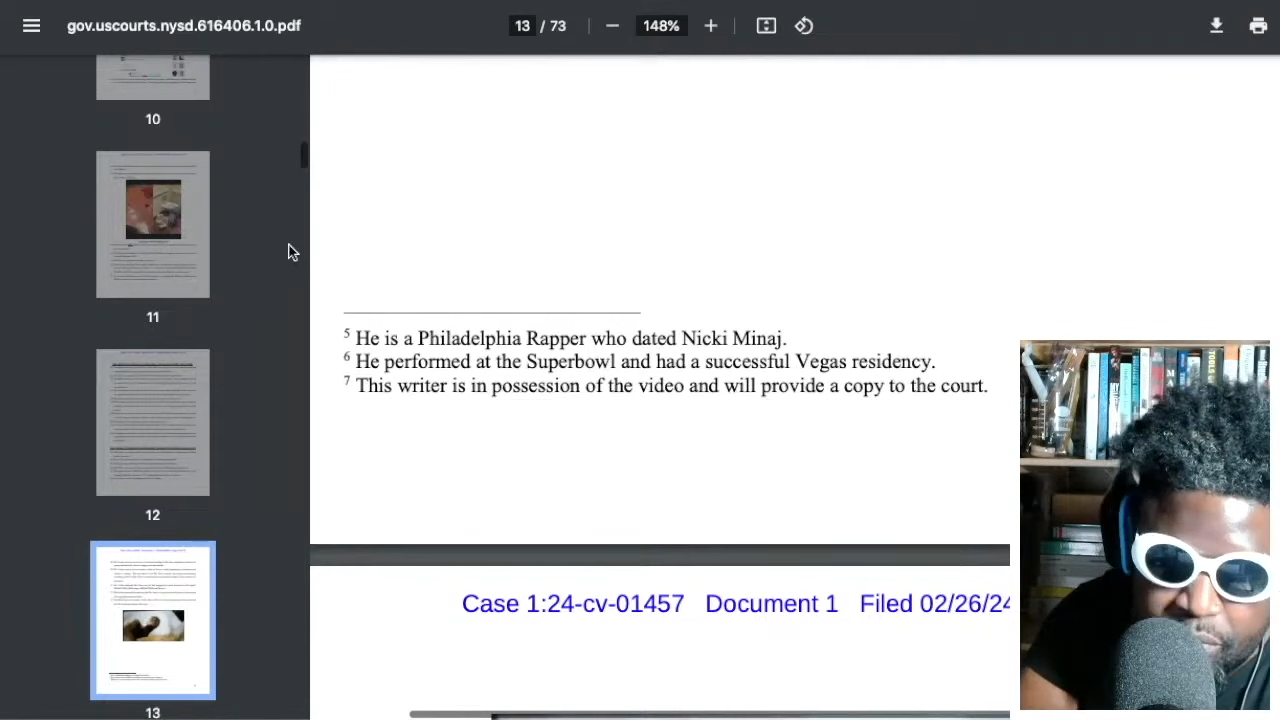 gov.uscourts.nysd.616406.1.0.pdf
13 / 73
148%
10
11
12
13
5 He is a Philadelphia Rapper who dated Nicki Minaj.
6 He performed at the Superbowl and had a successful Vegas residency.
7 This writer is in possession of the video and will provide a copy to the court.
Case 1:24-cv-01457 Document 1 Filed 02/26/24